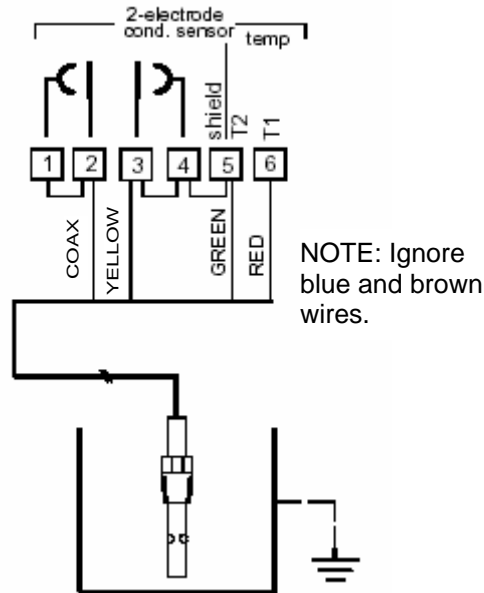 2-electrode
cond. sensor
temp
shield
T2
T1
1 2 3 4 5 6
COAX
YELLOW
GREEN
RED
NOTE: Ignore
blue and brown
wires.